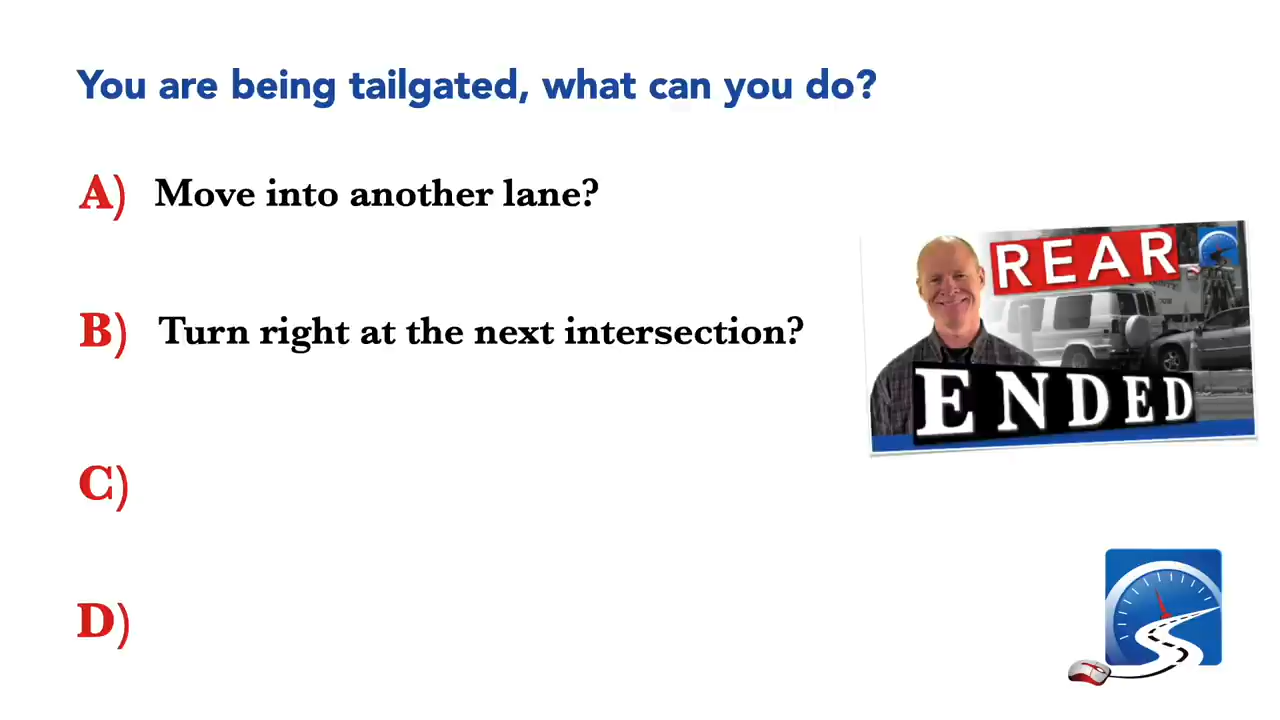 You are being tailgated, what can you do?
A) Move into another lane?
B) Turn right at the next intersection?
REAR
ENDED
C)
D)